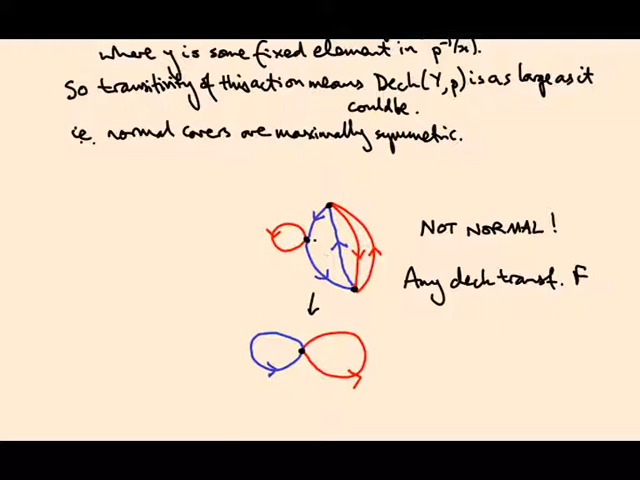 where y is some fixed element in p⁻¹(x).
So transitivity of this action means Deck(Y,p) is as large as it
could be.
i.e. normal covers are maximally symmetric.
NOT NORMAL!
Any deck transf. F